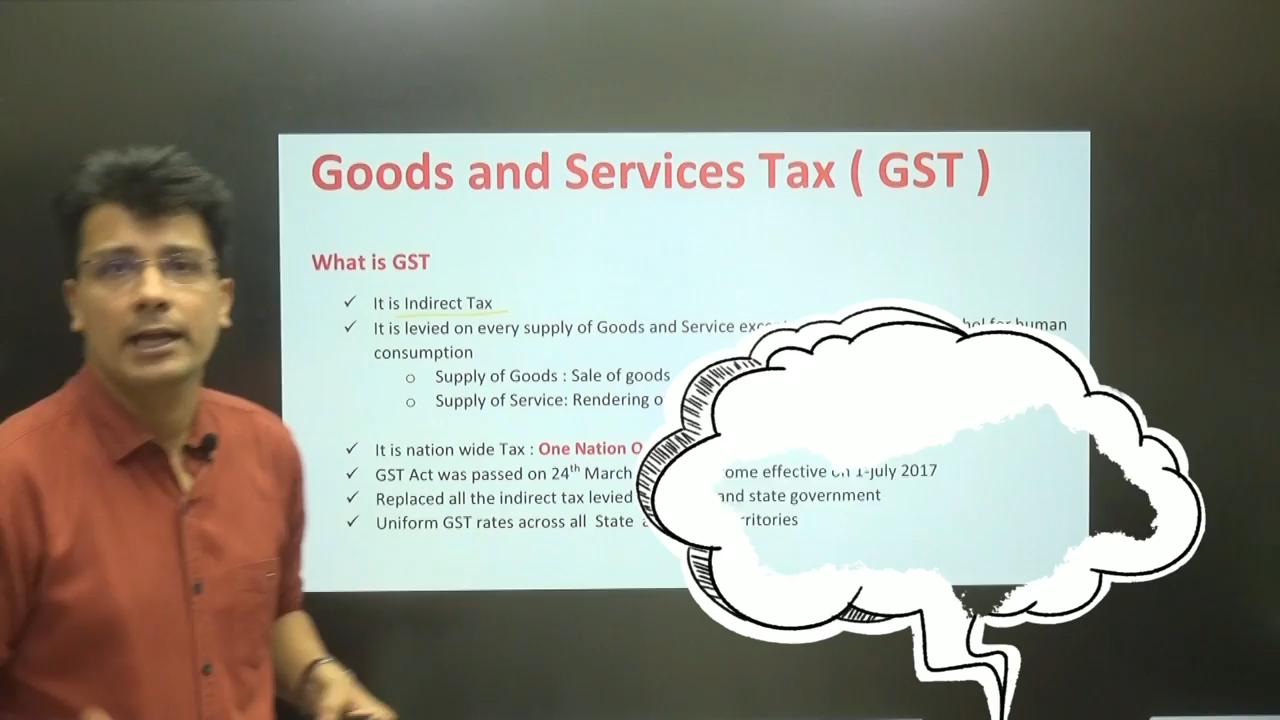 Goods and Services Tax ( GST )
What is GST
✓ It is Indirect Tax
✓ It is levied on every supply of Goods and Service for human
consumption
o Supply of Goods : Sale of goods
o Supply of Service: Rendering
✓ It is nation wide Tax : One Nation
✓ GST Act was passed on 24th March effective on 1-july 2017
✓ Replaced all the indirect tax levied and state government
✓ Uniform GST rates across all State